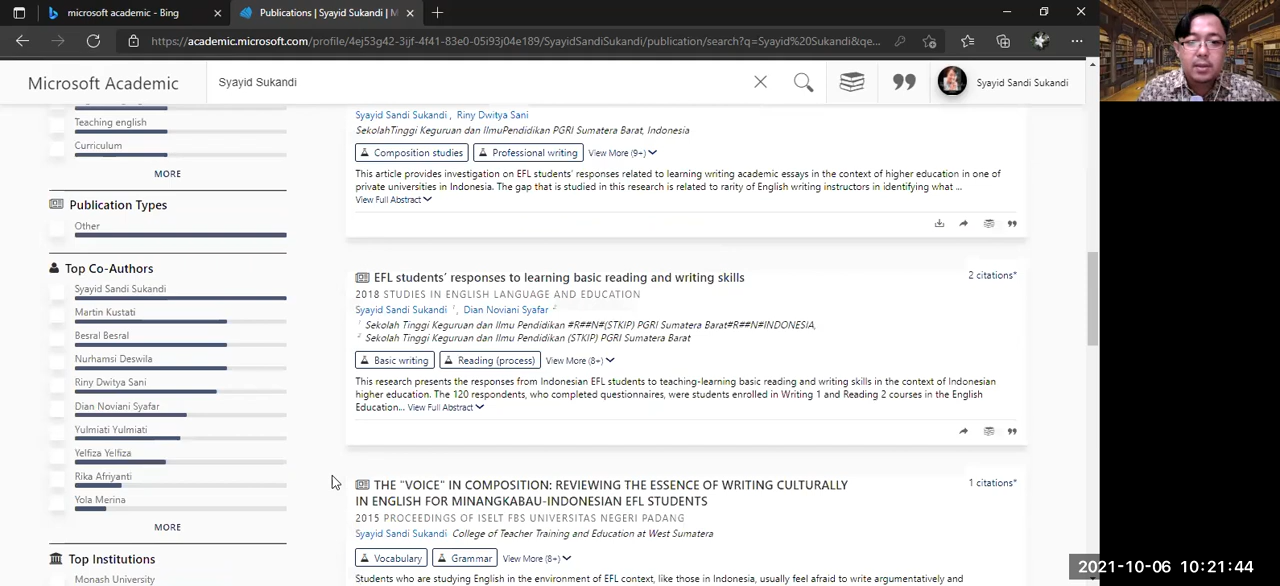 microsoft academic - Bing
Publications | Syayid Sukandi | M
https://academic.microsoft.com/profile/4ej53g42-3ijf-4f41-83e0-05i93j04e189/SyayidSandiSukandi/publication/search?q=Syayid%20Sukandi&qe...
Microsoft Academic
Syayid Sukandi
Syayid Sandi Sukandi
Teaching english
Curriculum
MORE
Publication Types
Other
Top Co-Authors
Syayid Sandi Sukandi
Martin Kustati
Besral Besral
Nurhamsi Deswila
Riny Dwitya Sani
Dian Noviani Syafar
Yulmiati Yulmiati
Yelfiza Yelfiza
Rika Afriyanti
Yola Merina
MORE
Top Institutions
Monash University
Syayid Sandi Sukandi , Riny Dwitya Sani
SekolahTinggi Keguruan dan IlmuPendidikan PGRI Sumatera Barat, Indonesia
Composition studies Professional writing View More (9+)
This article provides investigation on EFL students' responses related to learning writing academic essays in the context of higher education in one of
private universities in Indonesia. The gap that is studied in this research is related to rarity of English writing instructors in identifying what ...
View Full Abstract
EFL students' responses to learning basic reading and writing skills
2 citations*
2018 STUDIES IN ENGLISH LANGUAGE AND EDUCATION
Syayid Sandi Sukandi 1 , Dian Noviani Syafar 2
1 Sekolah Tinggi Keguruan dan Ilmu Pendidikan #R##N#(STKIP) PGRI Sumatera Barat#R##N#INDONESIA,
2 Sekolah Tinggi Keguruan dan Ilmu Pendidikan (STKIP) PGRI Sumatera Barat
Basic writing Reading (process) View More (8+)
This research presents the responses from Indonesian EFL students to teaching-learning basic reading and writing skills in the context of Indonesian
higher education. The 120 respondents, who completed questionnaires, were students enrolled in Writing 1 and Reading 2 courses in the English
Education... View Full Abstract
THE "VOICE" IN COMPOSITION: REVIEWING THE ESSENCE OF WRITING CULTURALLY
IN ENGLISH FOR MINANGKABAU-INDONESIAN EFL STUDENTS
1 citations*
2015 PROCEEDINGS OF ISELT FBS UNIVERSITAS NEGERI PADANG
Syayid Sandi Sukandi College of Teacher Training and Education at West Sumatera
Vocabulary Grammar View More (8+)
Students who are studying English in the environment of EFL context, like those in Indonesia, usually feel afraid to write argumentatively and
2021-10-06 10:21:44